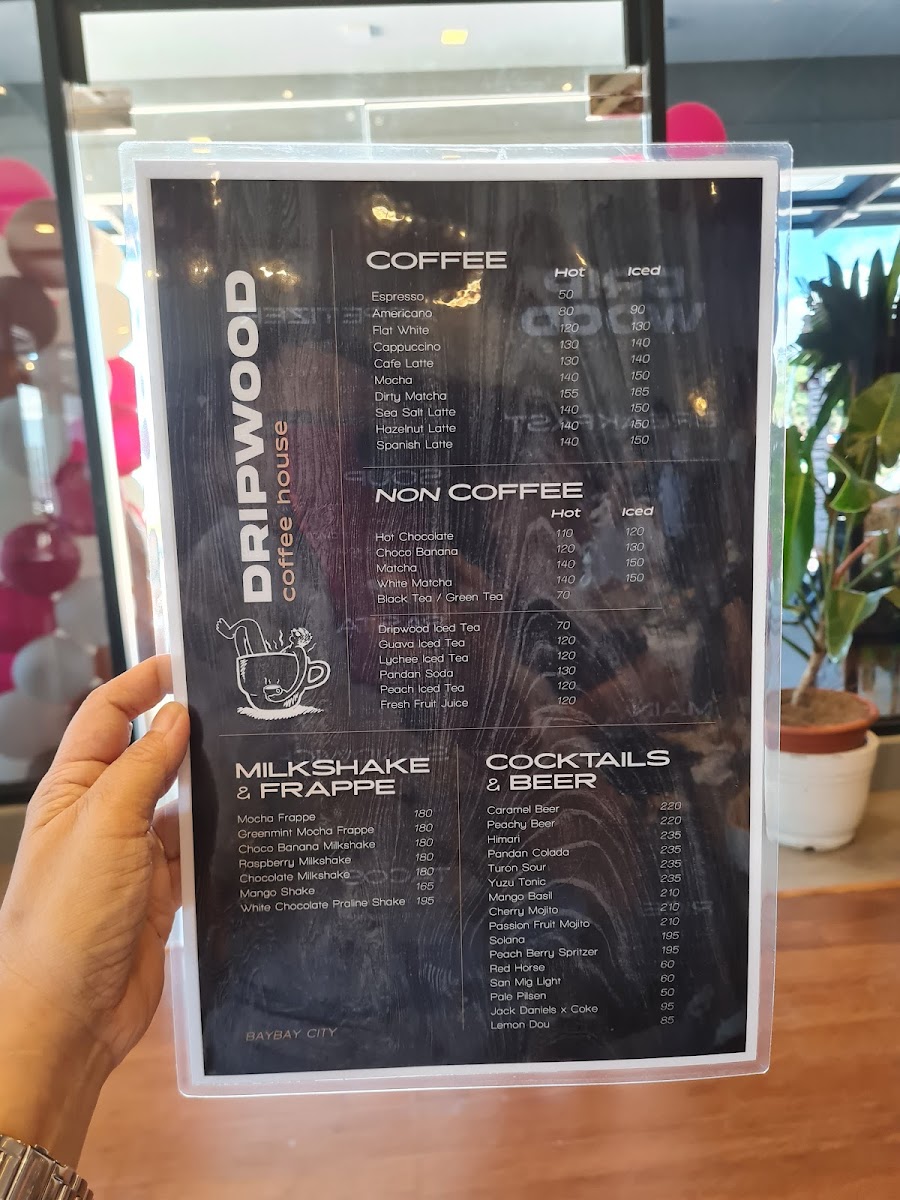 DRIPWOOD
coffee house
COFFEE
Hot Iced
Espresso 50
Americano 80 90
Flat White 120 130
Cappuccino 130 140
Cafe Latte 130 140
Mocha 140 150
Dirty Matcha 155 165
Sea Salt Latte 140 150
Hazelnut Latte 140 150
Spanish Latte 140 150
NON COFFEE
Hot Iced
Hot Chocolate 110 120
Choco Banana 120 130
Matcha 140 150
White Matcha 140 150
Black Tea / Green Tea 70
Dripwood Iced Tea 70
Guava Iced Tea 120
Lychee Iced Tea 120
Pandan Soda 130
Peach Iced Tea 120
Fresh Fruit Juice 120
MILKSHAKE
& FRAPPE
Mocha Frappe 180
Greenmint Mocha Frappe 180
Choco Banana Milkshake 180
Raspberry Milkshake 180
Chocolate Milkshake 180
Mango Shake 165
White Chocolate Praline Shake 195
COCKTAILS
& BEER
Caramel Beer 220
Peachy Beer 220
Himari 235
Pandan Colada 235
Turon Sour 235
Yuzu Tonic 235
Mango Basil 210
Cherry Mojito 210
Passion Fruit Mojito 210
Solana 195
Peach Berry Spritzer 195
Red Horse 60
San Mig Light 60
Pale Pilsen 50
Jack Daniels x Coke 95
Lemon Dou 85
BAYBAY CITY